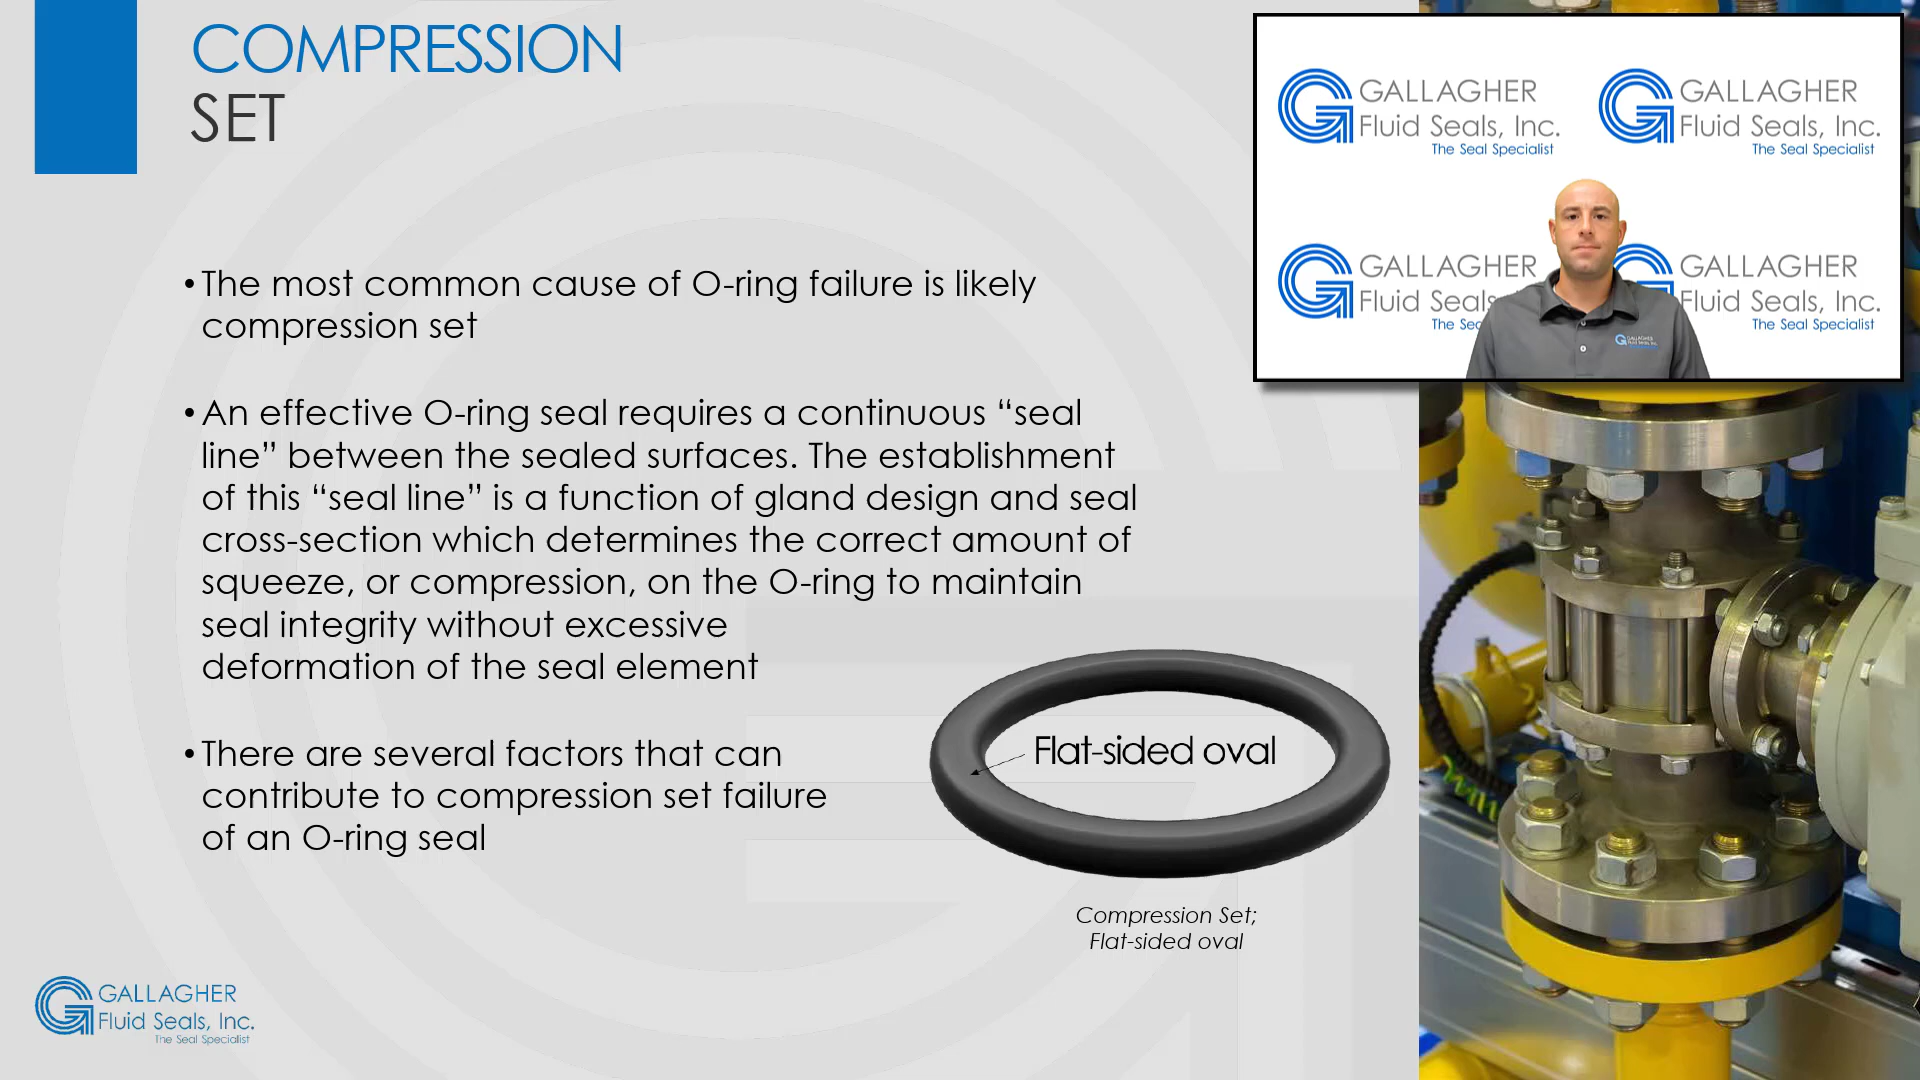 COMPRESSION
SET
• The most common cause of O-ring failure is likely
compression set
• An effective O-ring seal requires a continuous “seal
line” between the sealed surfaces. The establishment
of this “seal line” is a function of gland design and seal
cross-section which determines the correct amount of
squeeze, or compression, on the O-ring to maintain
seal integrity without excessive
deformation of the seal element
• There are several factors that can
contribute to compression set failure
of an O-ring seal
Flat-sided oval
Compression Set;
Flat-sided oval
GALLAGHER
Fluid Seals, Inc.
The Seal Specialist
GALLAGHER
Fluid Seals, Inc.
The Seal Specialist
GALLAGHER
Fluid Seals, Inc.
The Seal Specialist
GALLAGHER
Fluid Seals
The
GALLAGHER
Fluid Seals, Inc.
The Seal Specialist
GALLAGHER
Fluid Seals, Inc.